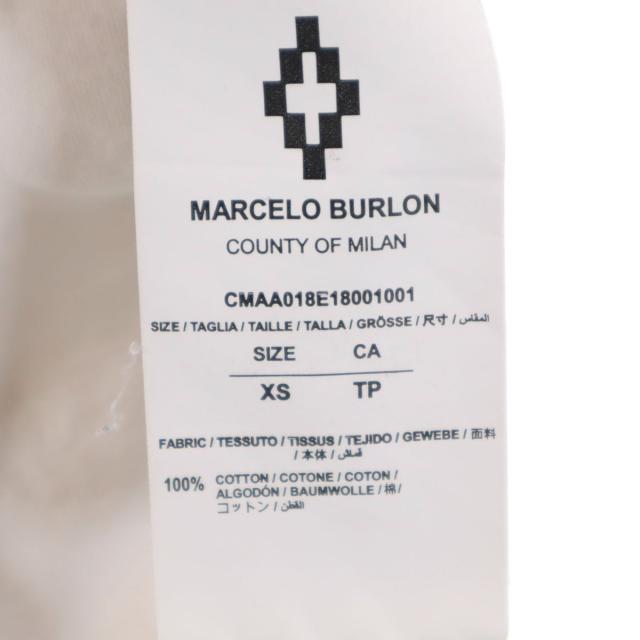 MARCELO BURLON
COUNTY OF MILAN
CMAA018E18001001
SIZE / TAGLIA / TAILLE / TALLA / GRÖSSE / 尺寸 / المقاس
SIZE CA
XS TP
FABRIC / TESSUTO / TISSUS / TEJIDO / GEWEBE / 面料
/ 本体 / قماش
100% COTTON / COTONE / COTON /
ALGODÓN / BAUMWOLLE / 棉 /
コットン / القطن